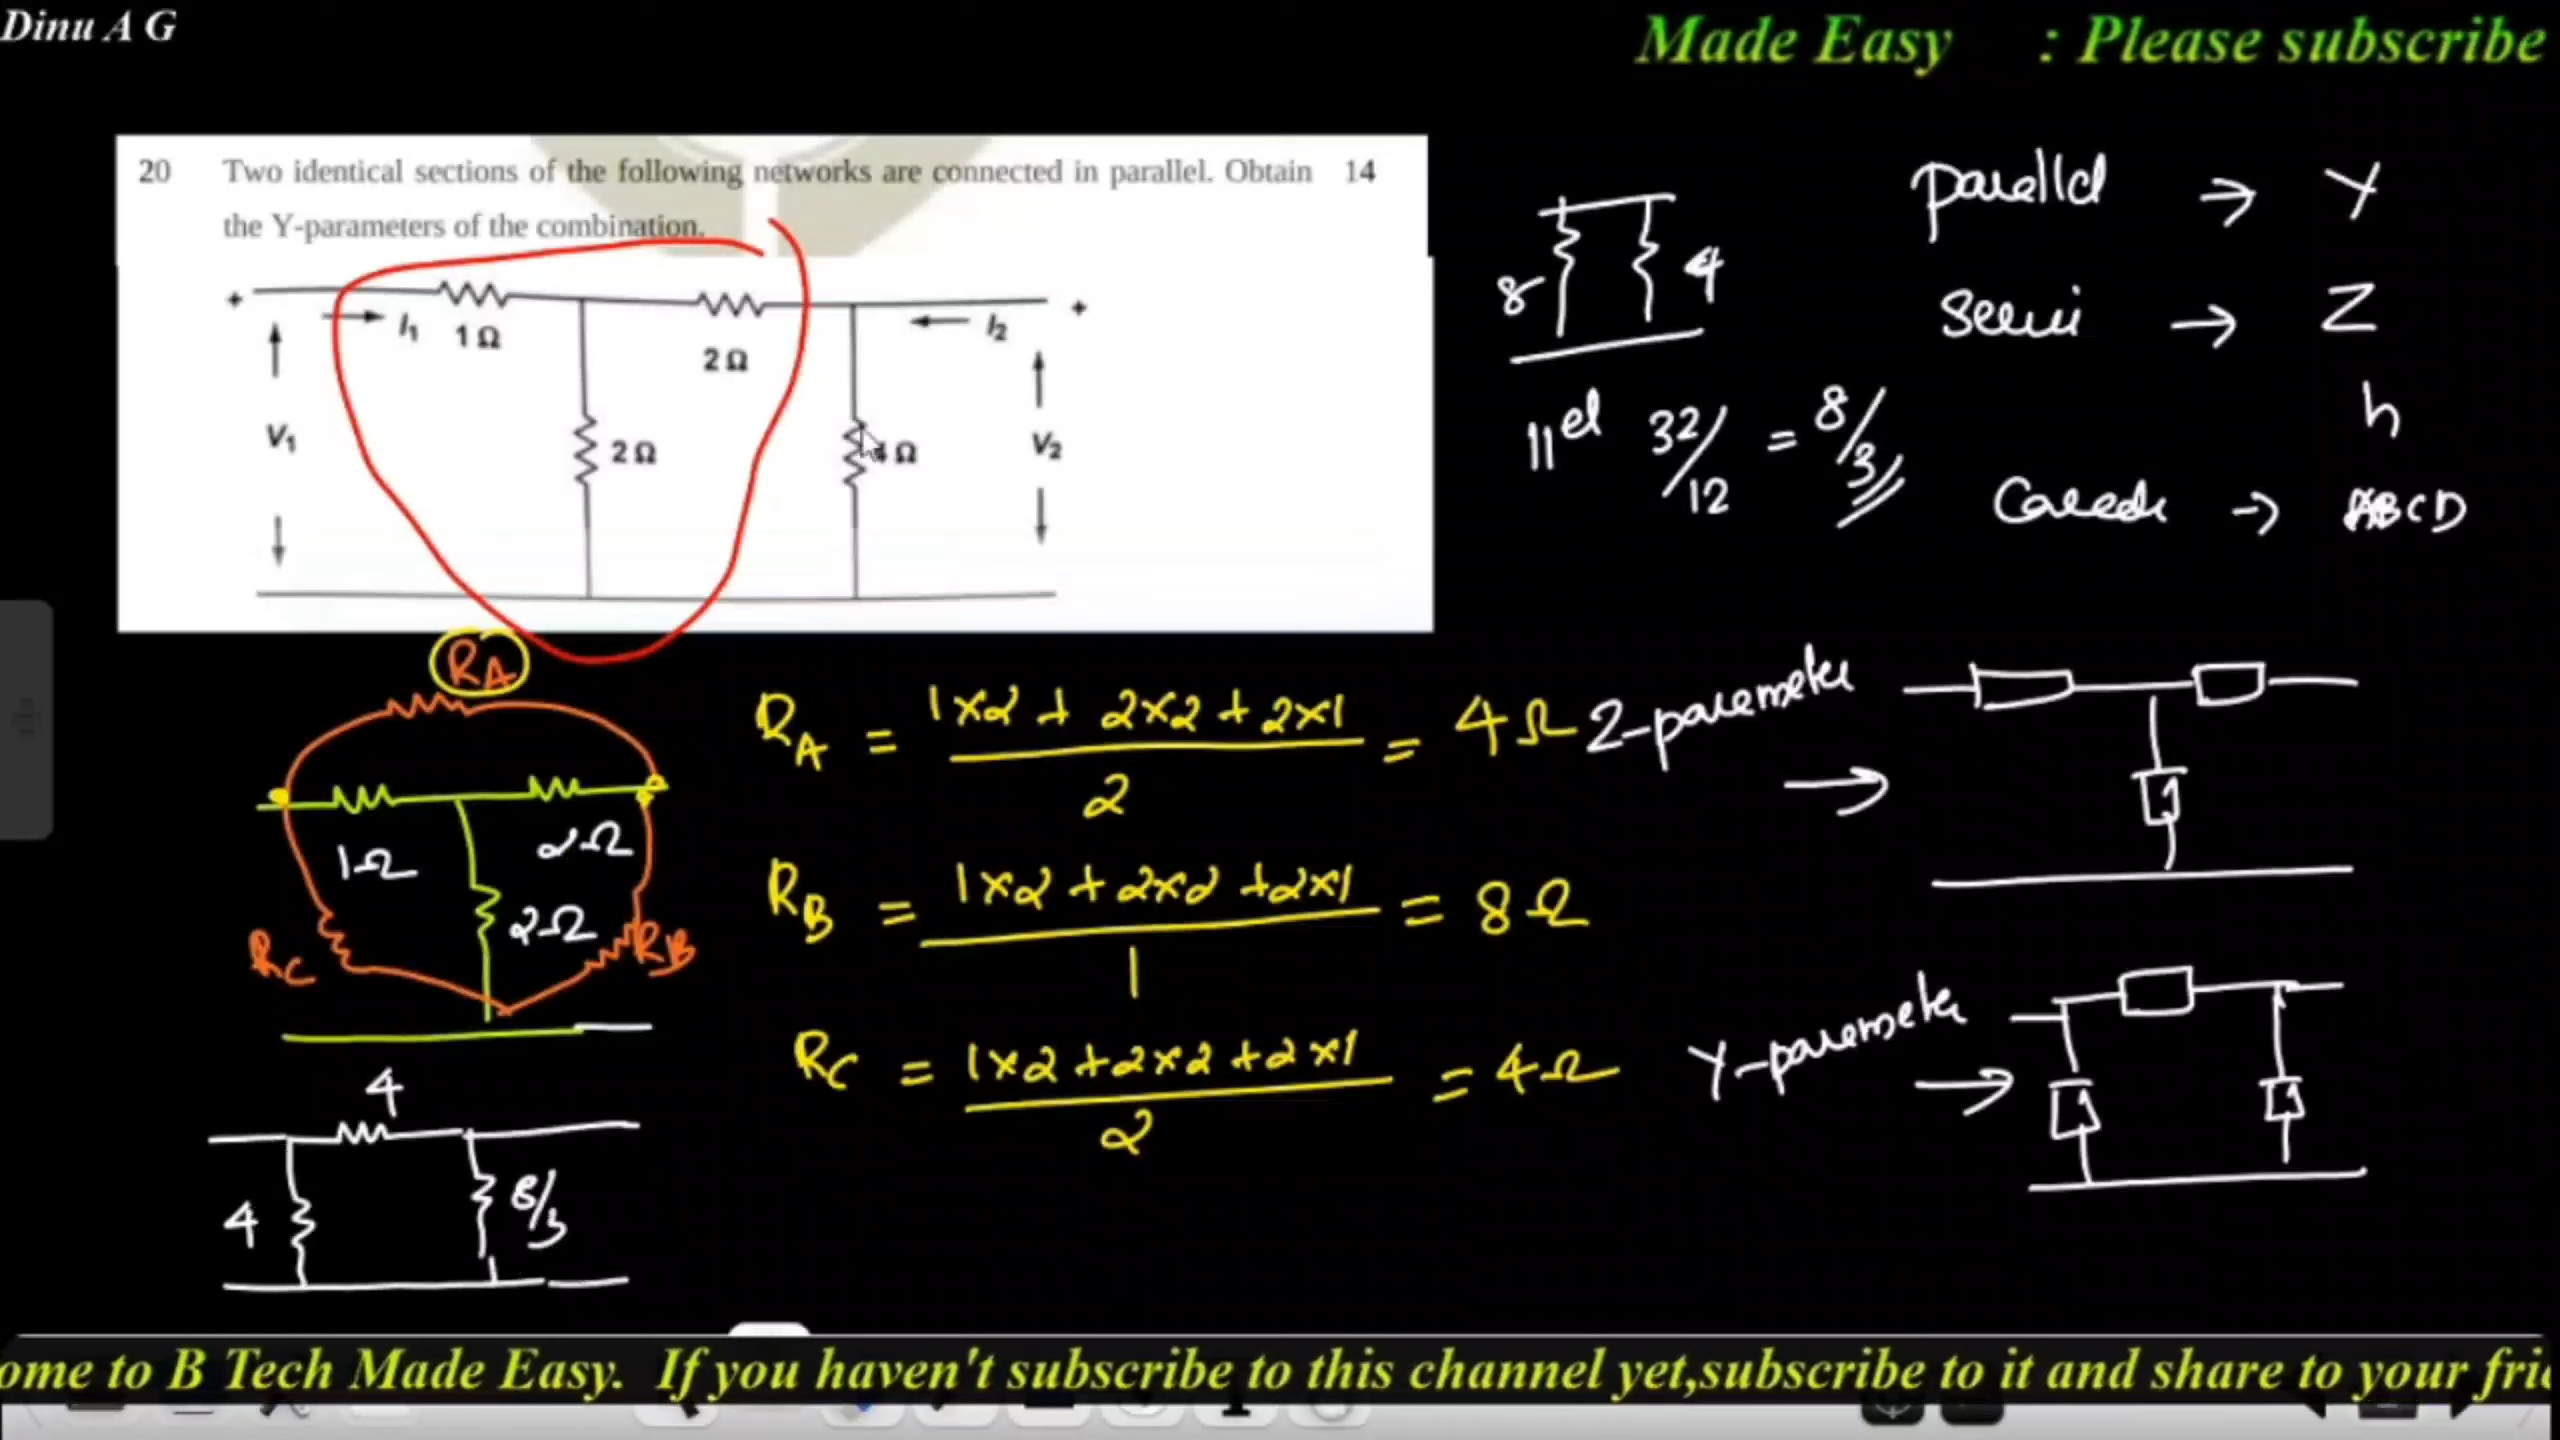 Dinu A G
Made Easy : Please subscribe
20 Two identical sections of the following networks are connected in parallel. Obtain 14
the Y-parameters of the combination.
+ I1 1Ω 2Ω I2 +
V1 2Ω 4Ω V2
8 4
11el 32/12 = 8/3
parallel → Y
→ Z
h
→ ABCD
RA
1Ω 2Ω
2Ω
RC RB
RA = 1×2 + 2×2 + 2×1 / 2 = 4Ω
RB = 1×2 + 2×2 + 2×1 / 1 = 8Ω
RC = 1×2 + 2×2 + 2×1 / 2 = 4Ω
4
4 8/3
Z-parameter
→
Y-parameter
→
ome to B Tech Made Easy. If you haven't subscribe to this channel yet,subscribe to it and share to your frie